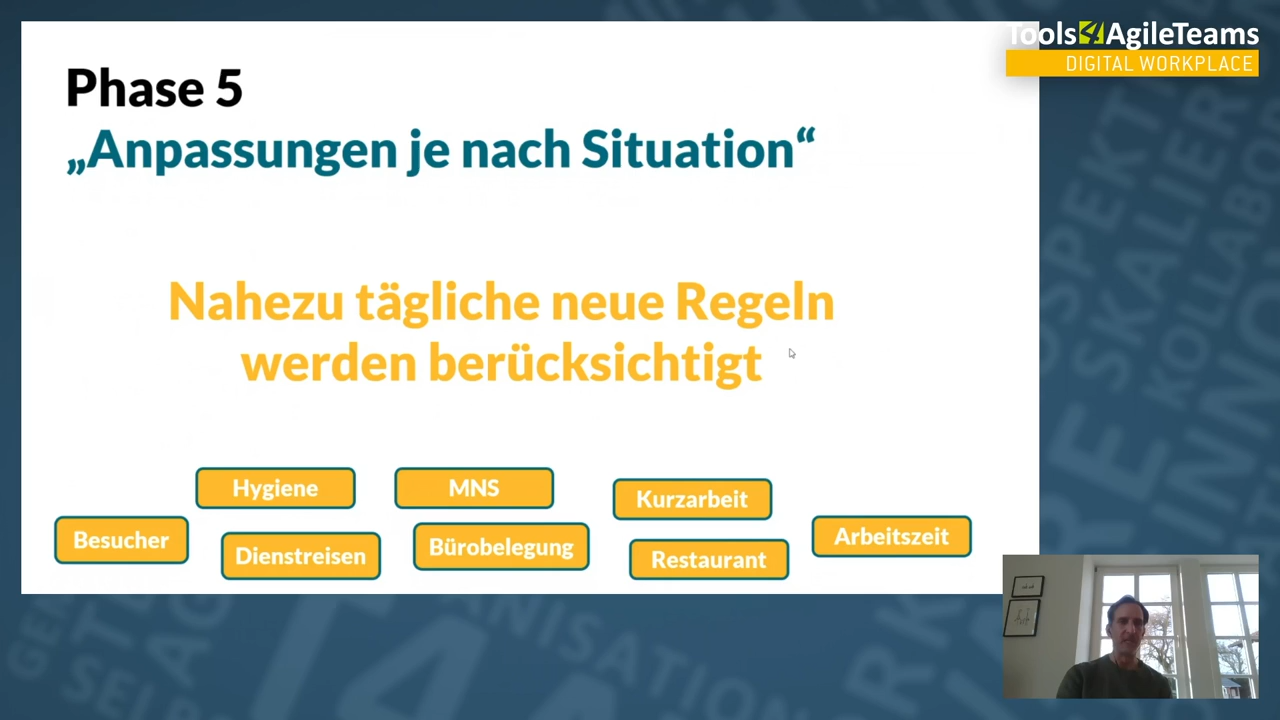 Tools4AgileTeams
DIGITAL WORKPLACE
Phase 5
„Anpassungen je nach Situation“
Nahezu tägliche neue Regeln
werden berücksichtigt
Hygiene
MNS
Kurzarbeit
Besucher
Dienstreisen
Bürobelegung
Restaurant
Arbeitszeit